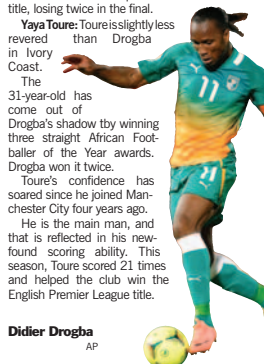 title, losing twice in the final.
Yaya Toure: Toure is slightly less
revered than Drogba
in Ivory
Coast.
The
31-year-old has
come out of
Drogba's shadow tby winning
three straight African Foot-
baller of the Year awards.
Drogba won it twice.
Toure's confidence has
soared since he joined Man-
chester City four years ago.
He is the main man, and
that is reflected in his new-
found scoring ability. This
season, Toure scored 21 times
and helped the club win the
English Premier League title.
Didier Drogba
AP
11
11